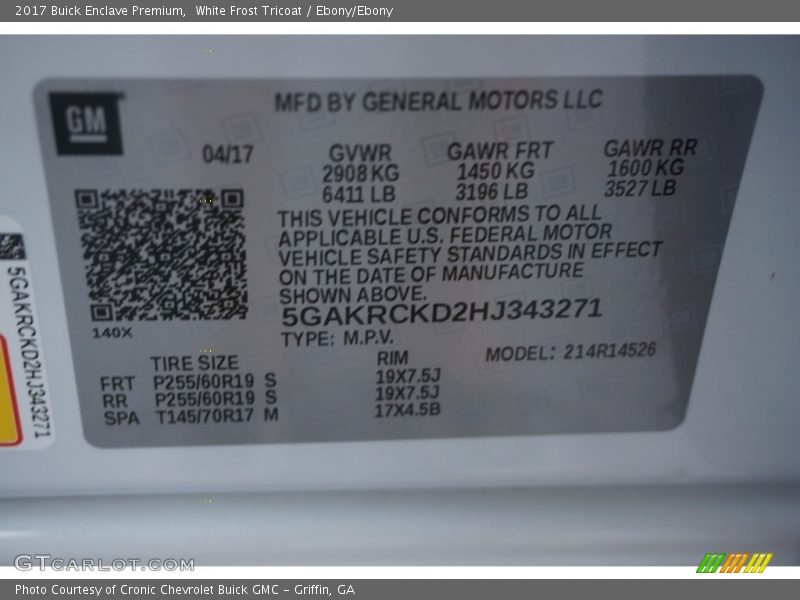 2017 Buick Enclave Premium, White Frost Tricoat / Ebony/Ebony
GM
MFD BY GENERAL MOTORS LLC
04/17
GVWR GAWR FRT GAWR RR
2908 KG 1450 KG 1600 KG
6411 LB 3196 LB 3527 LB
THIS VEHICLE CONFORMS TO ALL
APPLICABLE U.S. FEDERAL MOTOR
VEHICLE SAFETY STANDARDS IN EFFECT
ON THE DATE OF MANUFACTURE
SHOWN ABOVE.
5GAKRCKD2HJ343271
140X
TYPE: M.P.V. MODEL: 214R14526
TIRE SIZE RIM
FRT P255/60R19 S 19X7.5J
RR P255/60R19 S 19X7.5J
SPA T145/70R17 M 17X4.5B
5GAKRCKD2HJ343271
GTCARLOT.COM
Photo Courtesy of Cronic Chevrolet Buick GMC - Griffin, GA